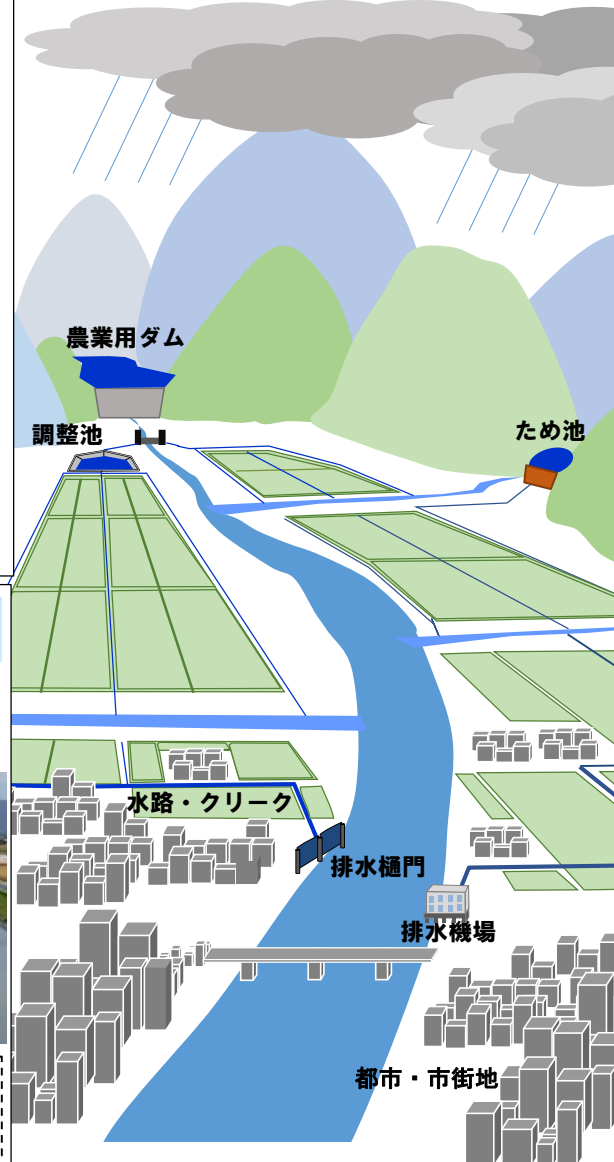 農業用ダム
調整池
ため池
水路・クリーク
排水樋門
排水機場
都市・市街地